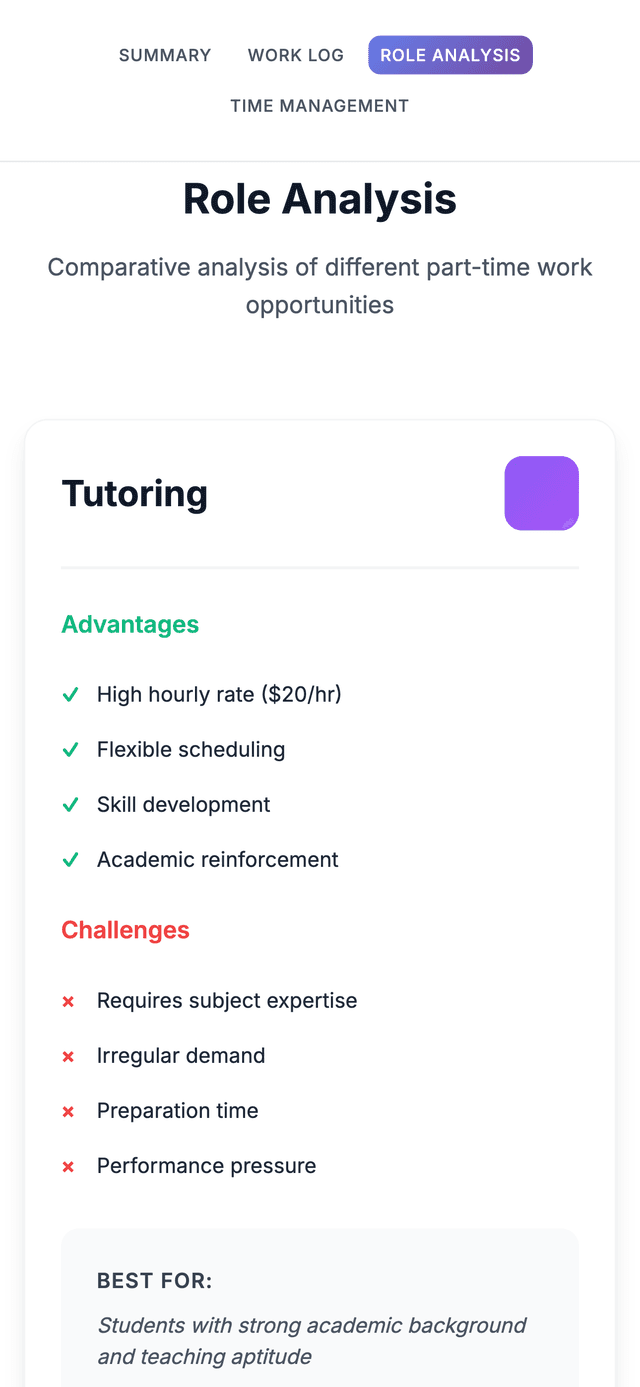 SUMMARY
WORK LOG
ROLE ANALYSIS
TIME MANAGEMENT
Role Analysis
Comparative analysis of different part-time work
opportunities
Tutoring
Advantages
High hourly rate ($20/hr)
Flexible scheduling
Skill development
Academic reinforcement
Challenges
Requires subject expertise
Irregular demand
Preparation time
Performance pressure
BEST FOR:
Students with strong academic background
and teaching aptitude